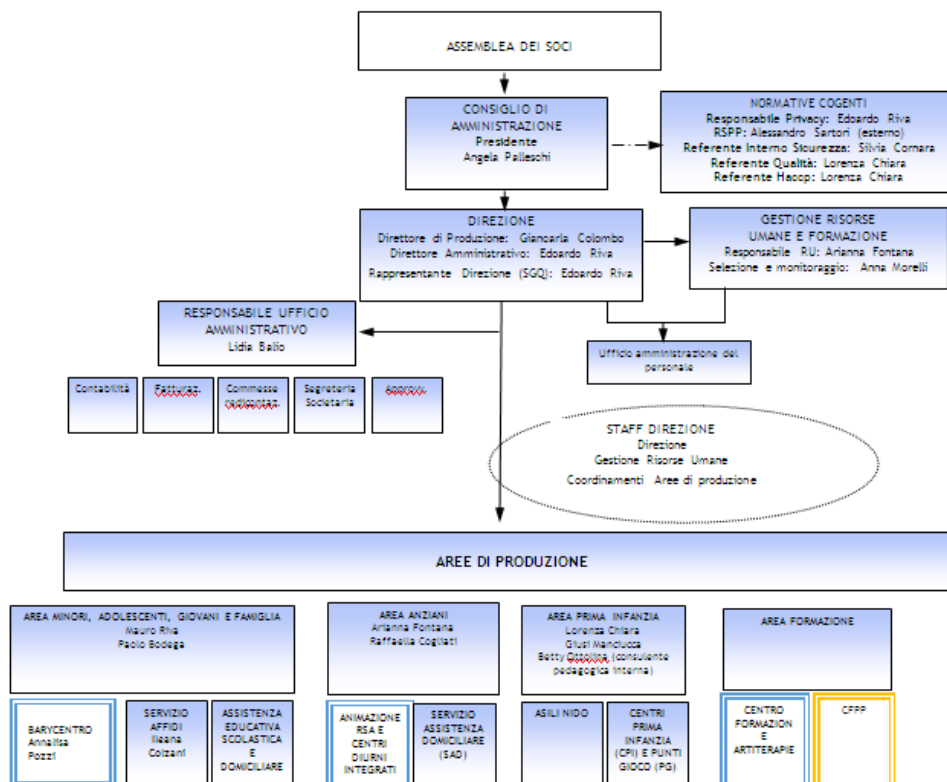 ASSEMBLEA DEI SOCI
CONSIGLIO DI
AMMINISTRAZIONE
Presidente
Angela Palleschi
NORMATIVE COGENTI
Responsabile Privacy: Edoardo Riva
RSPP: Alessandro Sartori (esterno)
Referente Interno Sicurezza: Silvia Cornara
Referente Qualità: Lorenza Chiara
Referente Haccp: Lorenza Chiara
DIREZIONE
Direttore di Produzione: Giancarla Colombo
Direttore Amministrativo: Edoardo Riva
Rappresentante Direzione (SGQ): Edoardo Riva
GESTIONE RISORSE
UMANE E FORMAZIONE
Responsabile RU: Arianna Fontana
Selezione e monitoraggio: Anna Morelli
RESPONSABILE UFFICIO
AMMINISTRATIVO
Lidia Balio
Ufficio amministrazione del
personale
Contabilità
Fatturaz.
Commesse
redicontaz.
Segreteria
Societaria
Approvv.
STAFF DIREZIONE
Direzione
Gestione Risorse Umane
Coordinamenti Aree di produzione
AREE DI PRODUZIONE
AREA MINORI, ADOLESCENTI, GIOVANI E FAMIGLIA
Mauro Riva
Paolo Bodega
AREA ANZIANI
Arianna Fontana
Raffaella Cogliati
AREA PRIMA INFANZIA
Lorenza Chiara
Giusi Manciucca
Betty Ottolina (consulente
pedagogica interna)
AREA FORMAZIONE
BARYCENTRO
Annalisa
Pozzi
SERVIZIO
AFFIDI
Ileana
Colzani
ASSISTENZA
EDUCATIVA
SCOLASTICA
E
DOMICILIARE
ANIMAZIONE
RSA E
CENTRI
DIURNI
INTEGRATI
SERVIZIO
ASSISTENZA
DOMICILIARE
(SAD)
ASILI NIDO
CENTRI
PRIMA
INFANZIA
(CPI) E PUNTI
GIOCO (PG)
CENTRO
FORMAZION
E
ARTITERAPIE
CFPP